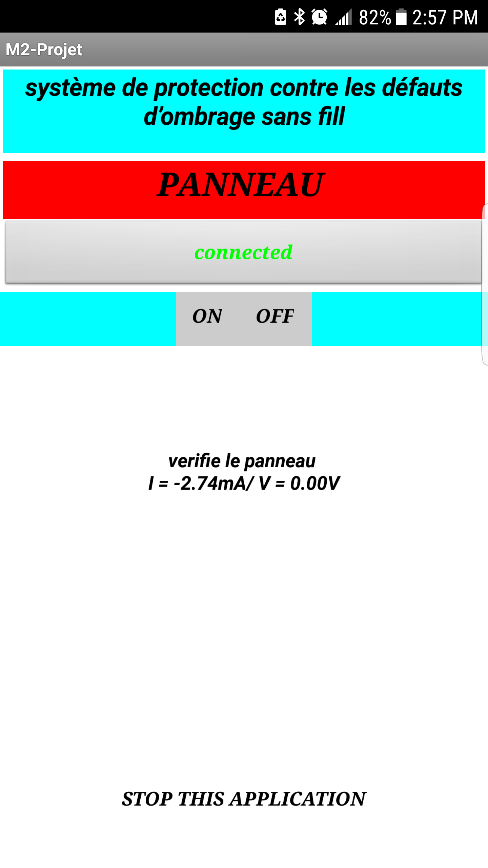 82% 2:57 PM
M2-Projet
système de protection contre les défauts
d’ombrage sans fill
PANNEAU
connected
ON OFF
verifie le panneau
I = -2.74mA/ V = 0.00V
STOP THIS APPLICATION